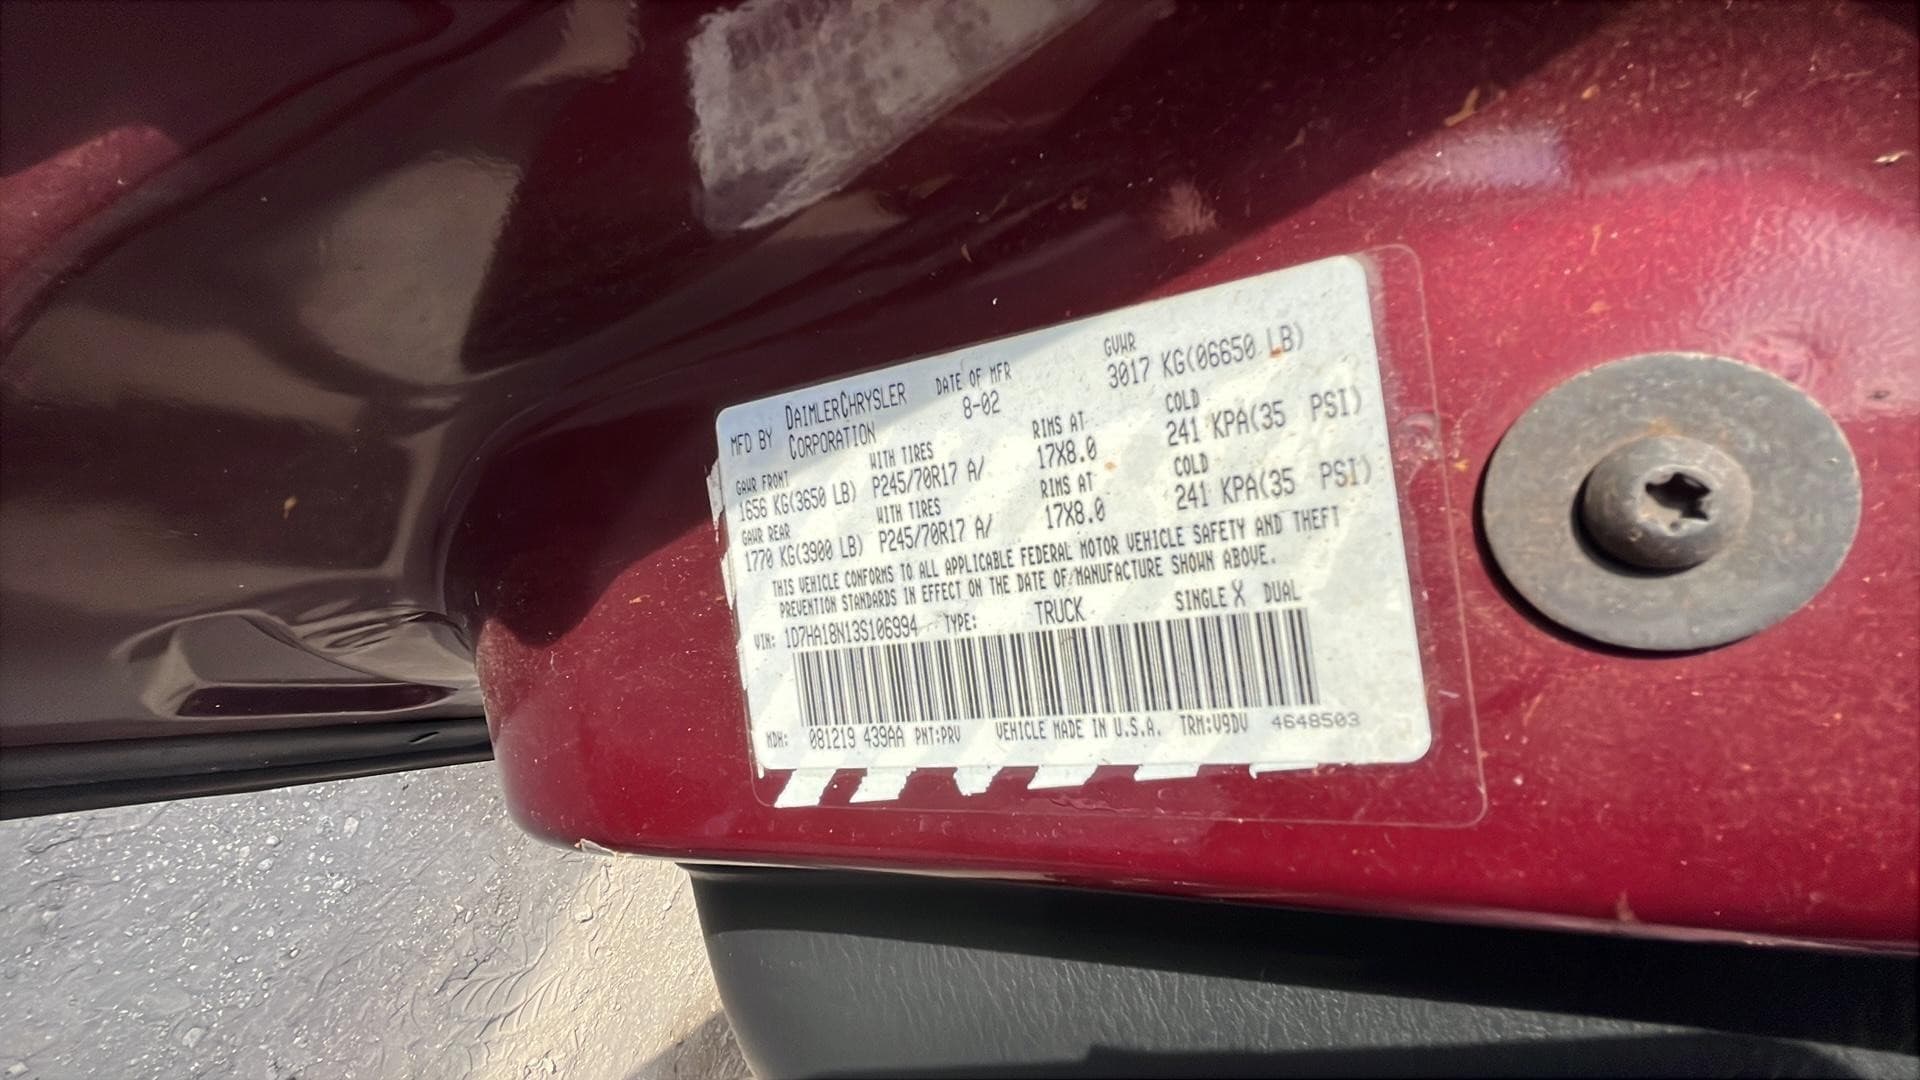 MFD BY DAIMLERCHRYSLER CORPORATION DATE OF MFR 8-02 GVWR 3017 KG(06650 LB)
GAWR FRONT WITH TIRES RIMS AT COLD
1656 KG(3650 LB) P245/70R17 A/ 17X8.0 241 KPA(35 PSI)
GAWR REAR WITH TIRES RIMS AT COLD
1770 KG(3900 LB) P245/70R17 A/ 17X8.0 241 KPA(35 PSI)
THIS VEHICLE CONFORMS TO ALL APPLICABLE FEDERAL MOTOR VEHICLE SAFETY AND THEFT
PREVENTION STANDARDS IN EFFECT ON THE DATE OF MANUFACTURE SHOWN ABOVE.
VIN: 1D7HA18N13S106994 TYPE: TRUCK SINGLE X DUAL
MDH: 081219 439AA PNT:PRV VEHICLE MADE IN U.S.A. TRM:V9DV 4648503